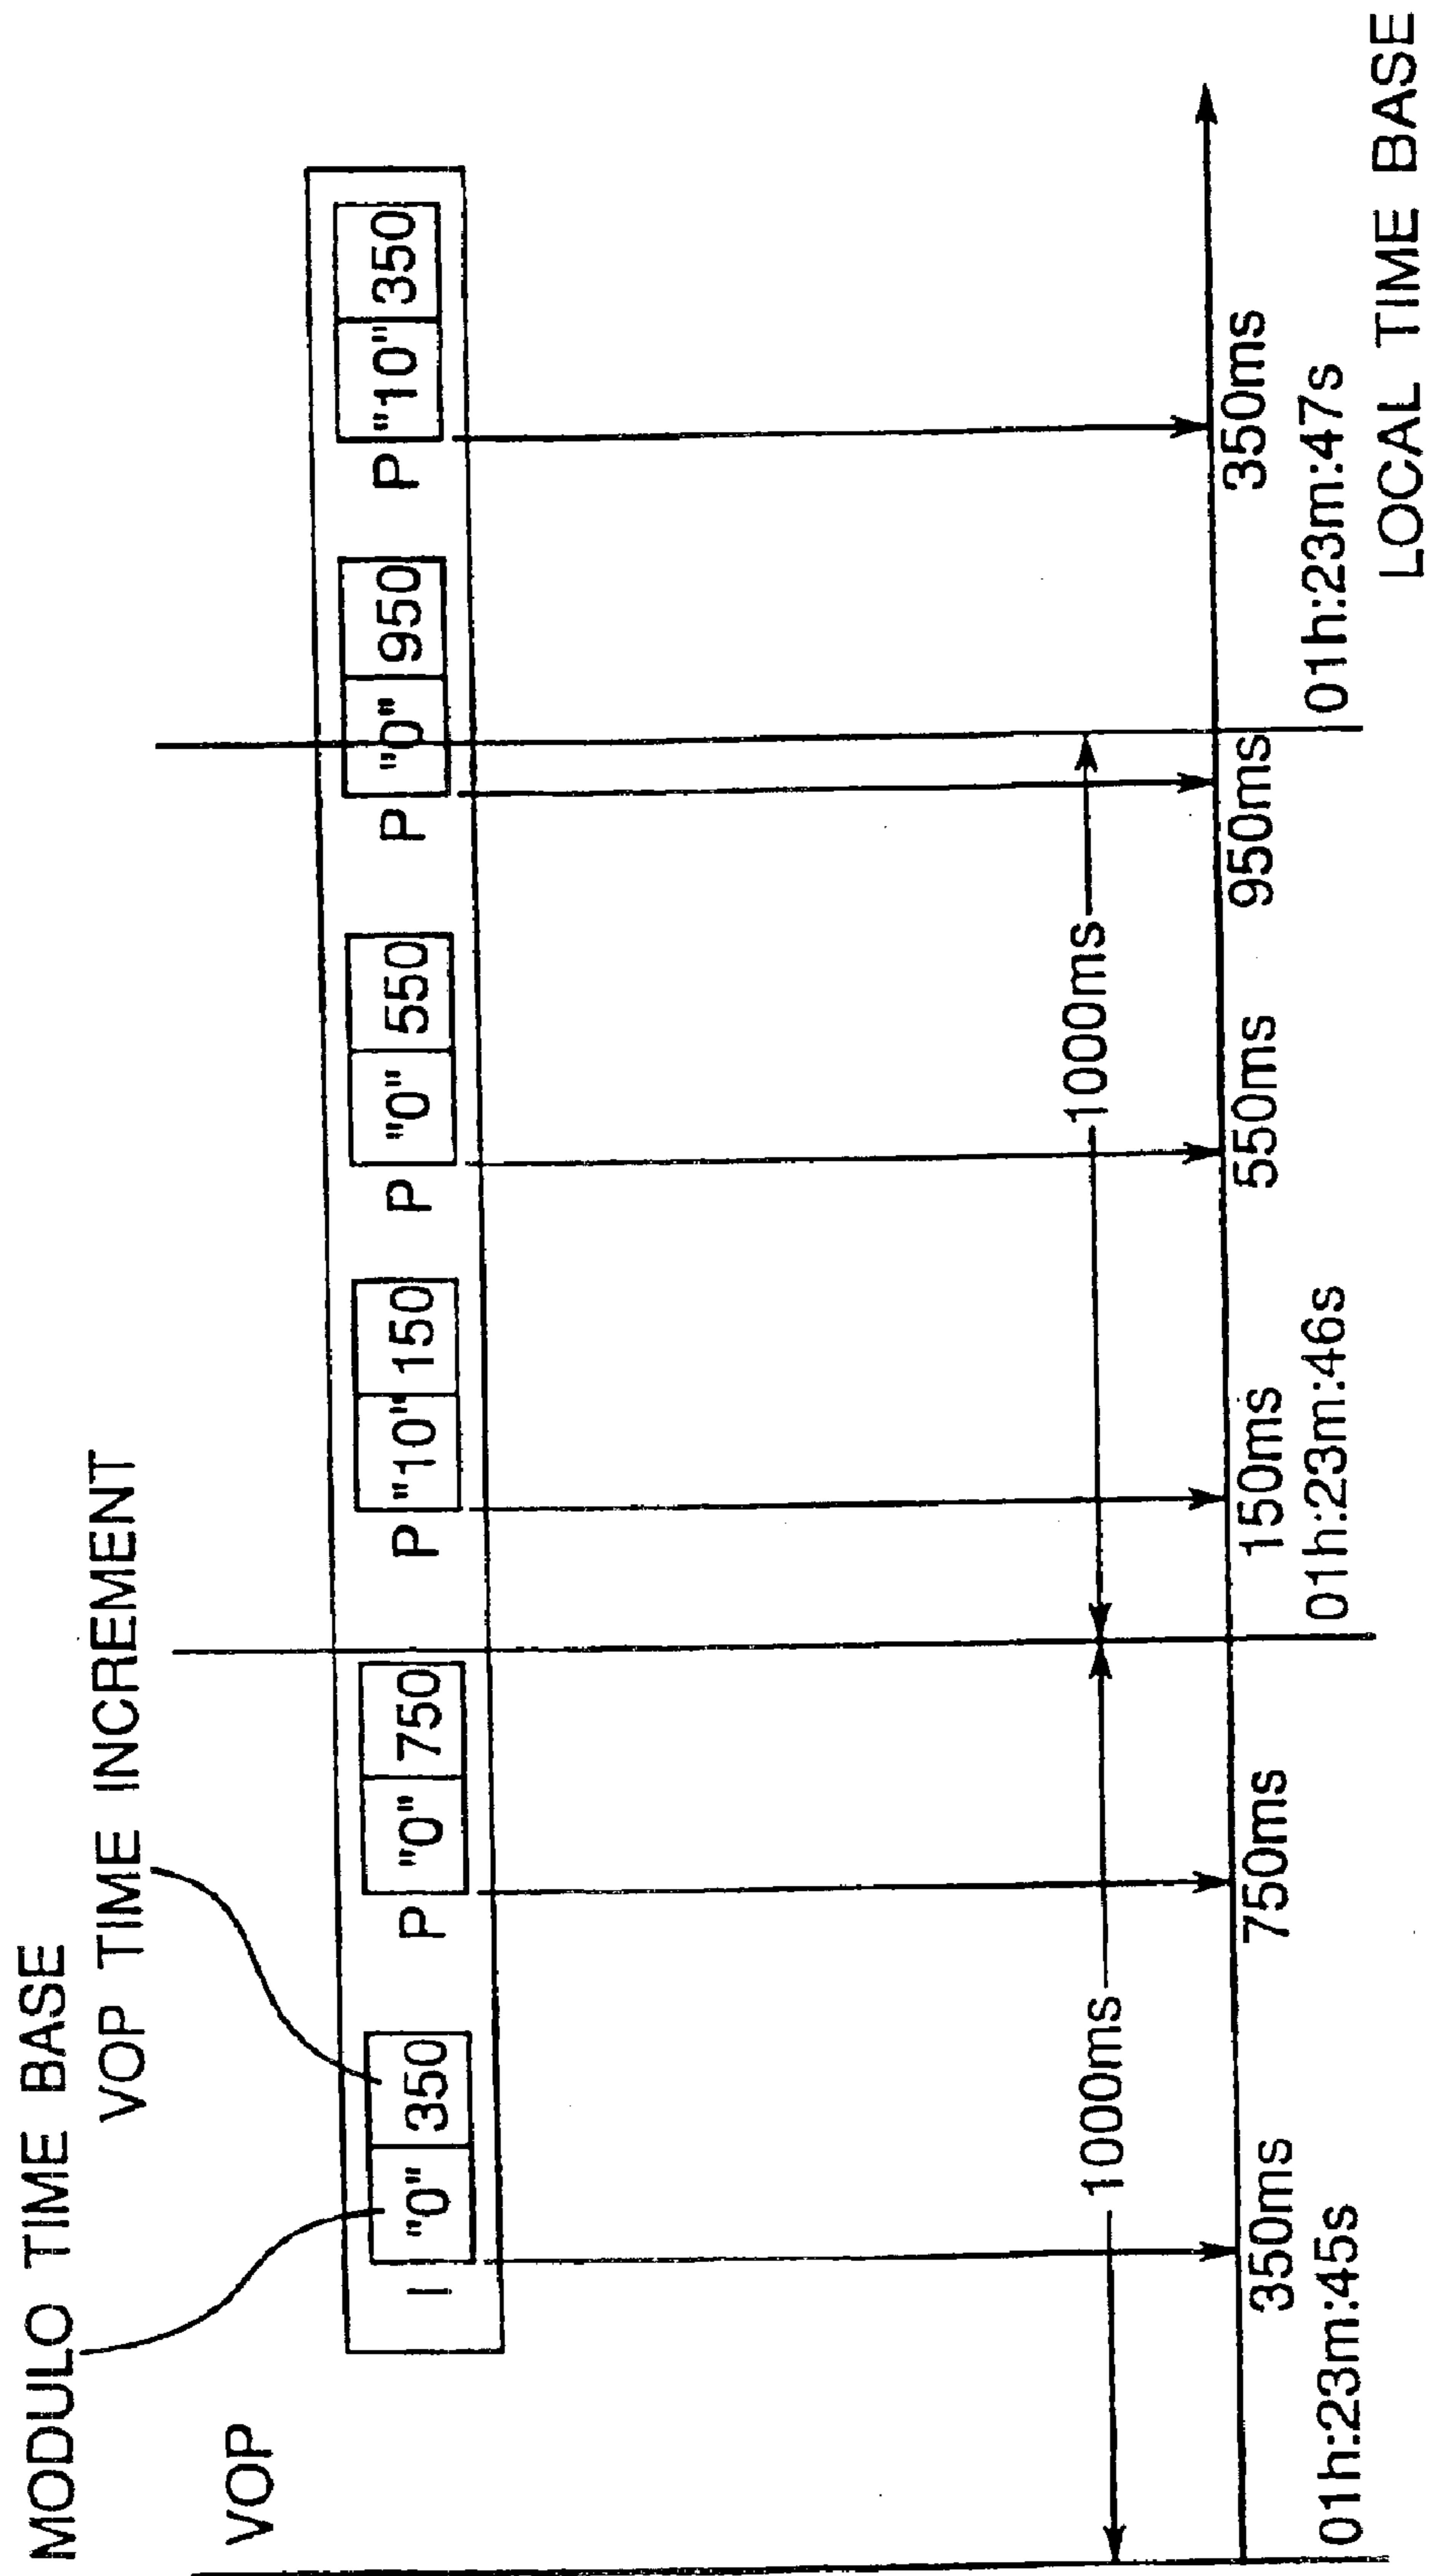 MODULO TIME BASE
VOP TIME INCREMENT
VOP
I "0" 350 P "0" 750 P "10" 150 P "0" 550 P "0" 950 P "10" 350
1000ms 1000ms
350ms 750ms 150ms 550ms 950ms 350ms
01h:23m:45s 01h:23m:46s 01h:23m:47s
LOCAL TIME BASE